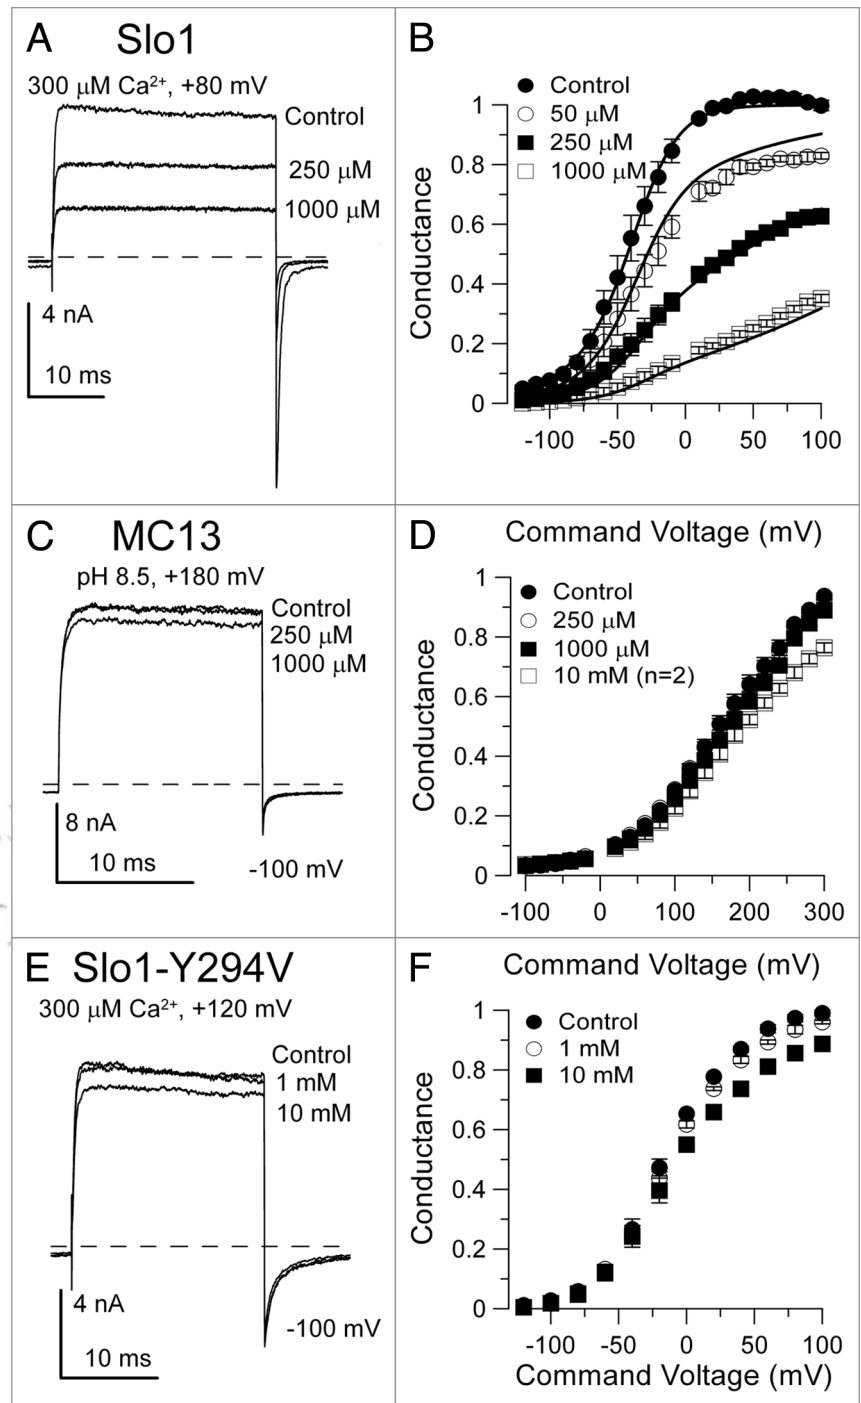 A Slo1
300 μM Ca²⁺, +80 mV
Control
250 μM
1000 μM
4 nA
10 ms
B
Control
50 μM
250 μM
1000 μM
Conductance
1
0.8
0.6
0.4
0.2
0
-100 -50 0 50 100
Command Voltage (mV)
C MC13
pH 8.5, +180 mV
Control
250 μM
1000 μM
8 nA
10 ms
-100 mV
D
Control
250 μM
1000 μM
10 mM (n=2)
Conductance
1
0.8
0.6
0.4
0.2
0
-100 0 100 200 300
Command Voltage (mV)
E Slo1-Y294V
300 μM Ca²⁺, +120 mV
Control
1 mM
10 mM
4 nA
10 ms
-100 mV
F
Control
1 mM
10 mM
Conductance
1
0.8
0.6
0.4
0.2
0
-100 -50 0 50 100
Command Voltage (mV)